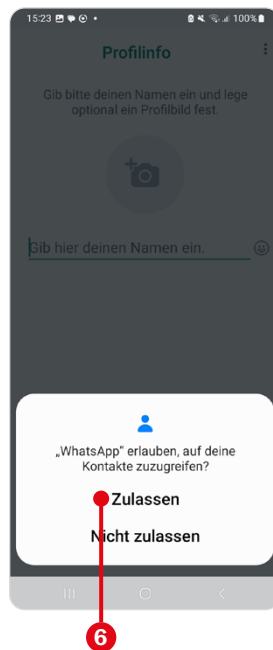 15:23 100%
Profilinfo
Gib bitte deinen Namen ein und lege
optional ein Profilbild fest.
Gib hier deinen Namen ein.
„WhatsApp“ erlauben, auf deine
Kontakte zuzugreifen?
Zulassen
Nicht zulassen
6